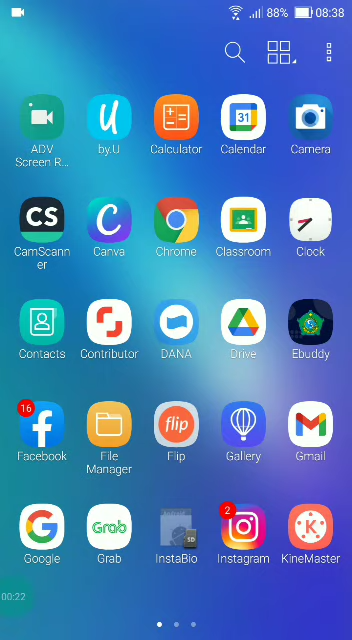 88% 08:38
ADV
Screen R...
by.U
Calculator
31
Calendar
Camera
CS
CamScann
er
C
Canva
Chrome
Classroom
Clock
Contacts
Contributor
DANA
Drive
Ebuddy
16
Facebook
File
Manager
flip
Flip
Gallery
Gmail
G
Google
Grab
Grab
SD
InstaBio
2
Instagram
K
KineMaster
00:22